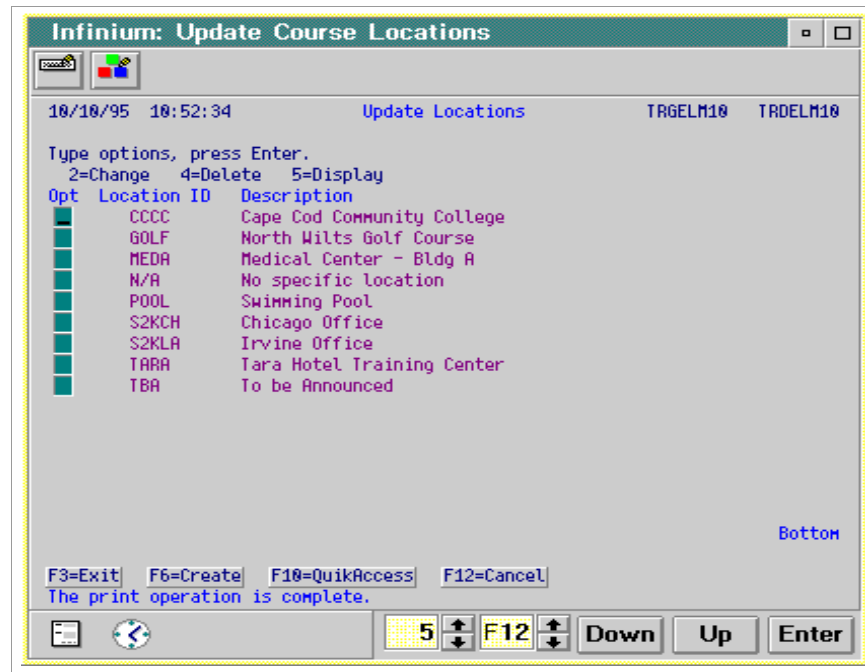 Infinium: Update Course Locations
10/10/95 10:52:34 Update Locations TRGELM10 TRDELM10
Type options, press Enter.
2=Change 4=Delete 5=Display
Opt Location ID Description
CCCC Cape Cod Community College
GOLF North Wilts Golf Course
MEDA Medical Center - Bldg A
N/A No specific location
POOL Swimming Pool
S2KCH Chicago Office
S2KLA Irvine Office
TARA Tara Hotel Training Center
TBA To be Announced
Bottom
F3=Exit F6=Create F10=QuikAccess F12=Cancel
The print operation is complete.
5 F12 Down Up Enter